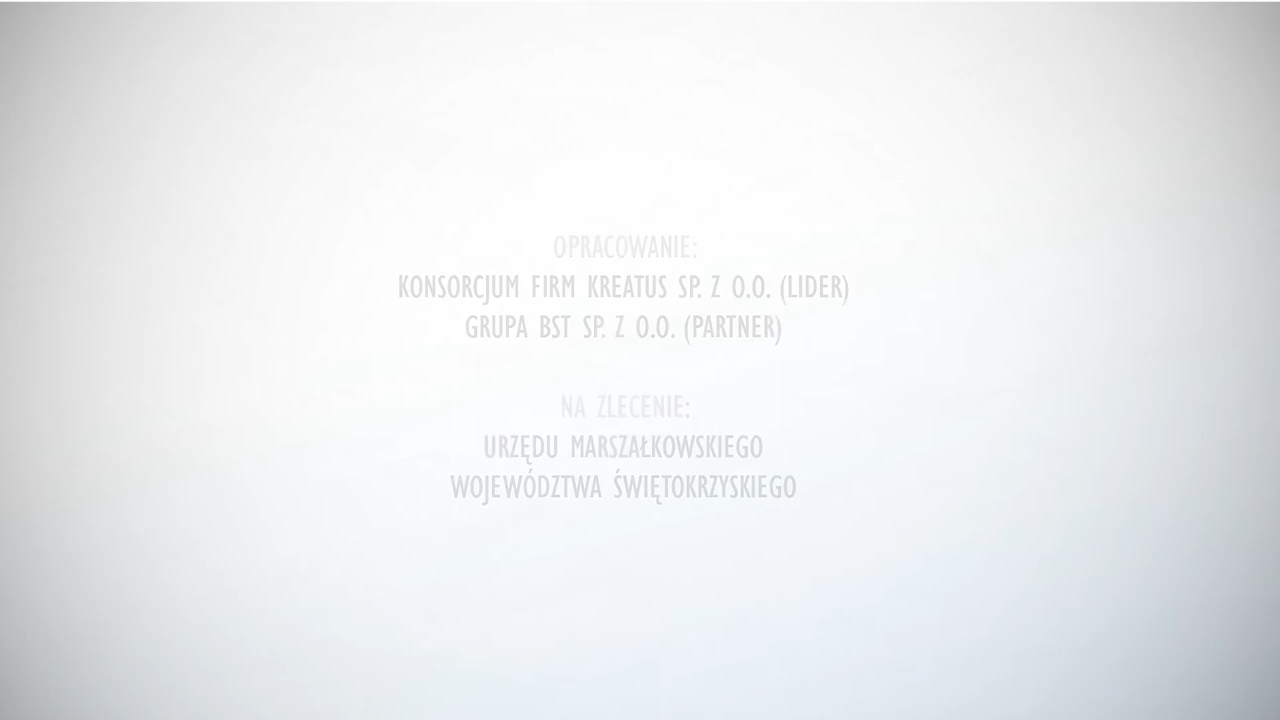 OPRACOWANIE:
KONSORCJUM FIRM KREATUS SP. Z O.O. (LIDER)
GRUPA BST SP. Z O.O. (PARTNER)
NA ZLECENIE:
URZĘDU MARSZAŁKOWSKIEGO
WOJEWÓDZTWA ŚWIĘTOKRZYSKIEGO